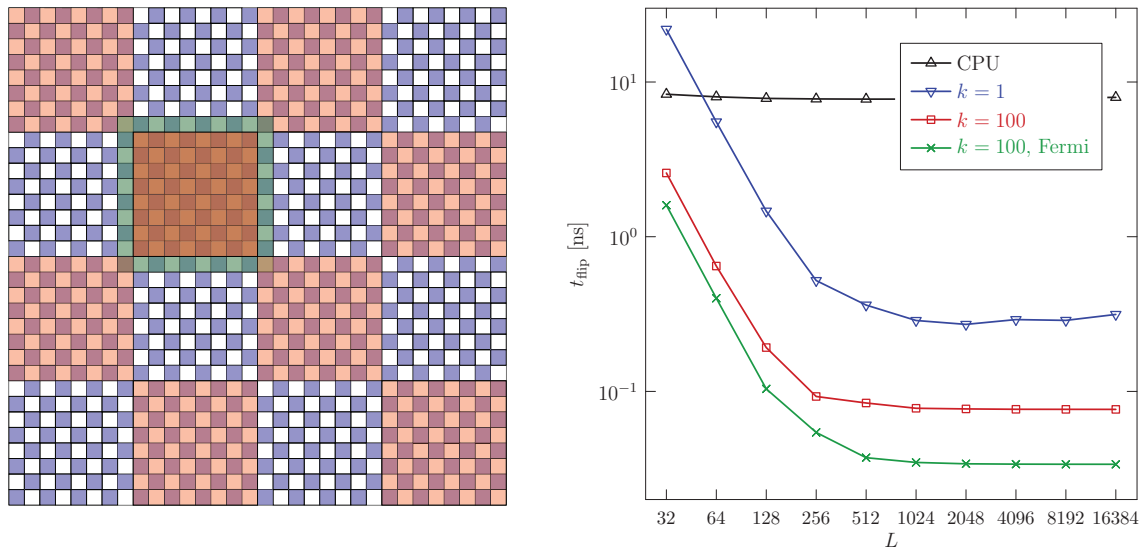 CPU
k = 1
k = 100
k = 100, Fermi
10^1
10^0
10^-1
t_flip [ns]
32 64 128 256 512 1024 2048 4096 8192 16384
L